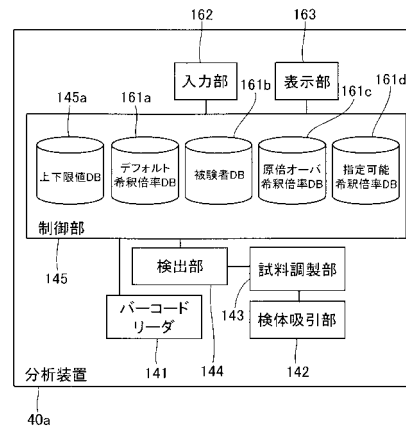 162
163
入力部
表示部
145a
161a
161b
161c
161d
上下限値DB
デフォルト
希釈倍率DB
被験者DB
原倍オーバ
希釈倍率DB
指定可能
希釈倍率DB
制御部
145
検出部
試料調製部
143
バーコード
リーダ
検体吸引部
141
144
142
分析装置
40a